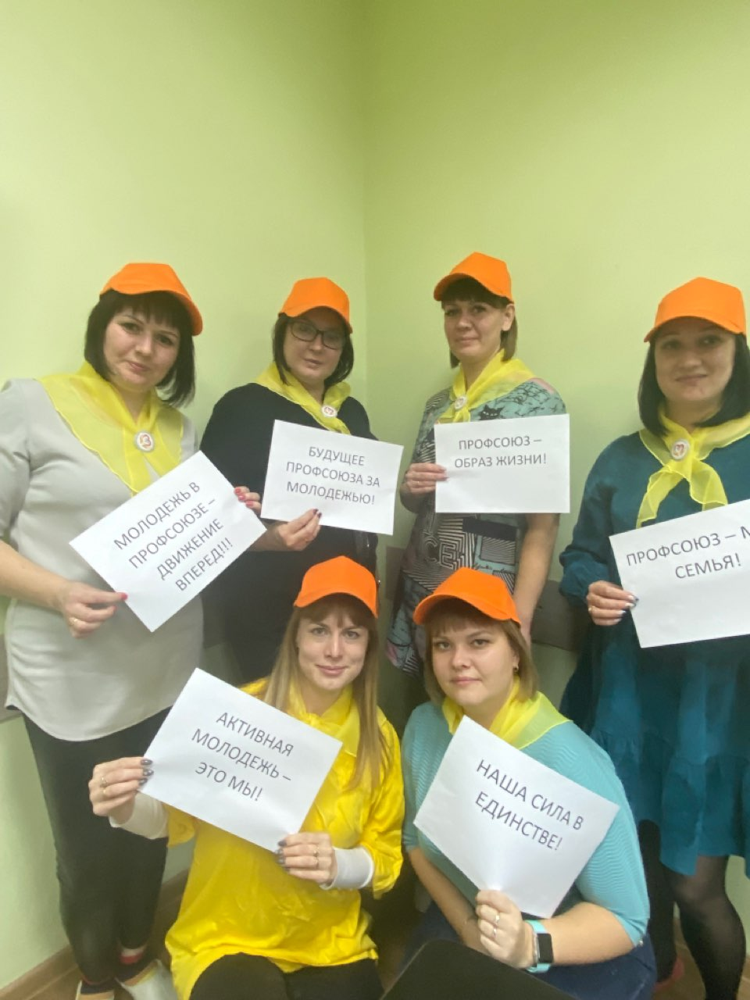 МОЛОДЕЖЬ В
ПРОФСОЮЗЕ –
ДВИЖЕНИЕ
ВПЕРЕД!!!
БУДУЩЕЕ
ПРОФСОЮЗА ЗА
МОЛОДЕЖЬЮ!
ПРОФСОЮЗ –
ОБРАЗ ЖИЗНИ!
ПРОФСОЮЗ –
СЕМЬЯ!
АКТИВНАЯ
МОЛОДЕЖЬ –
ЭТО МЫ!
НАША СИЛА В
ЕДИНСТВЕ!